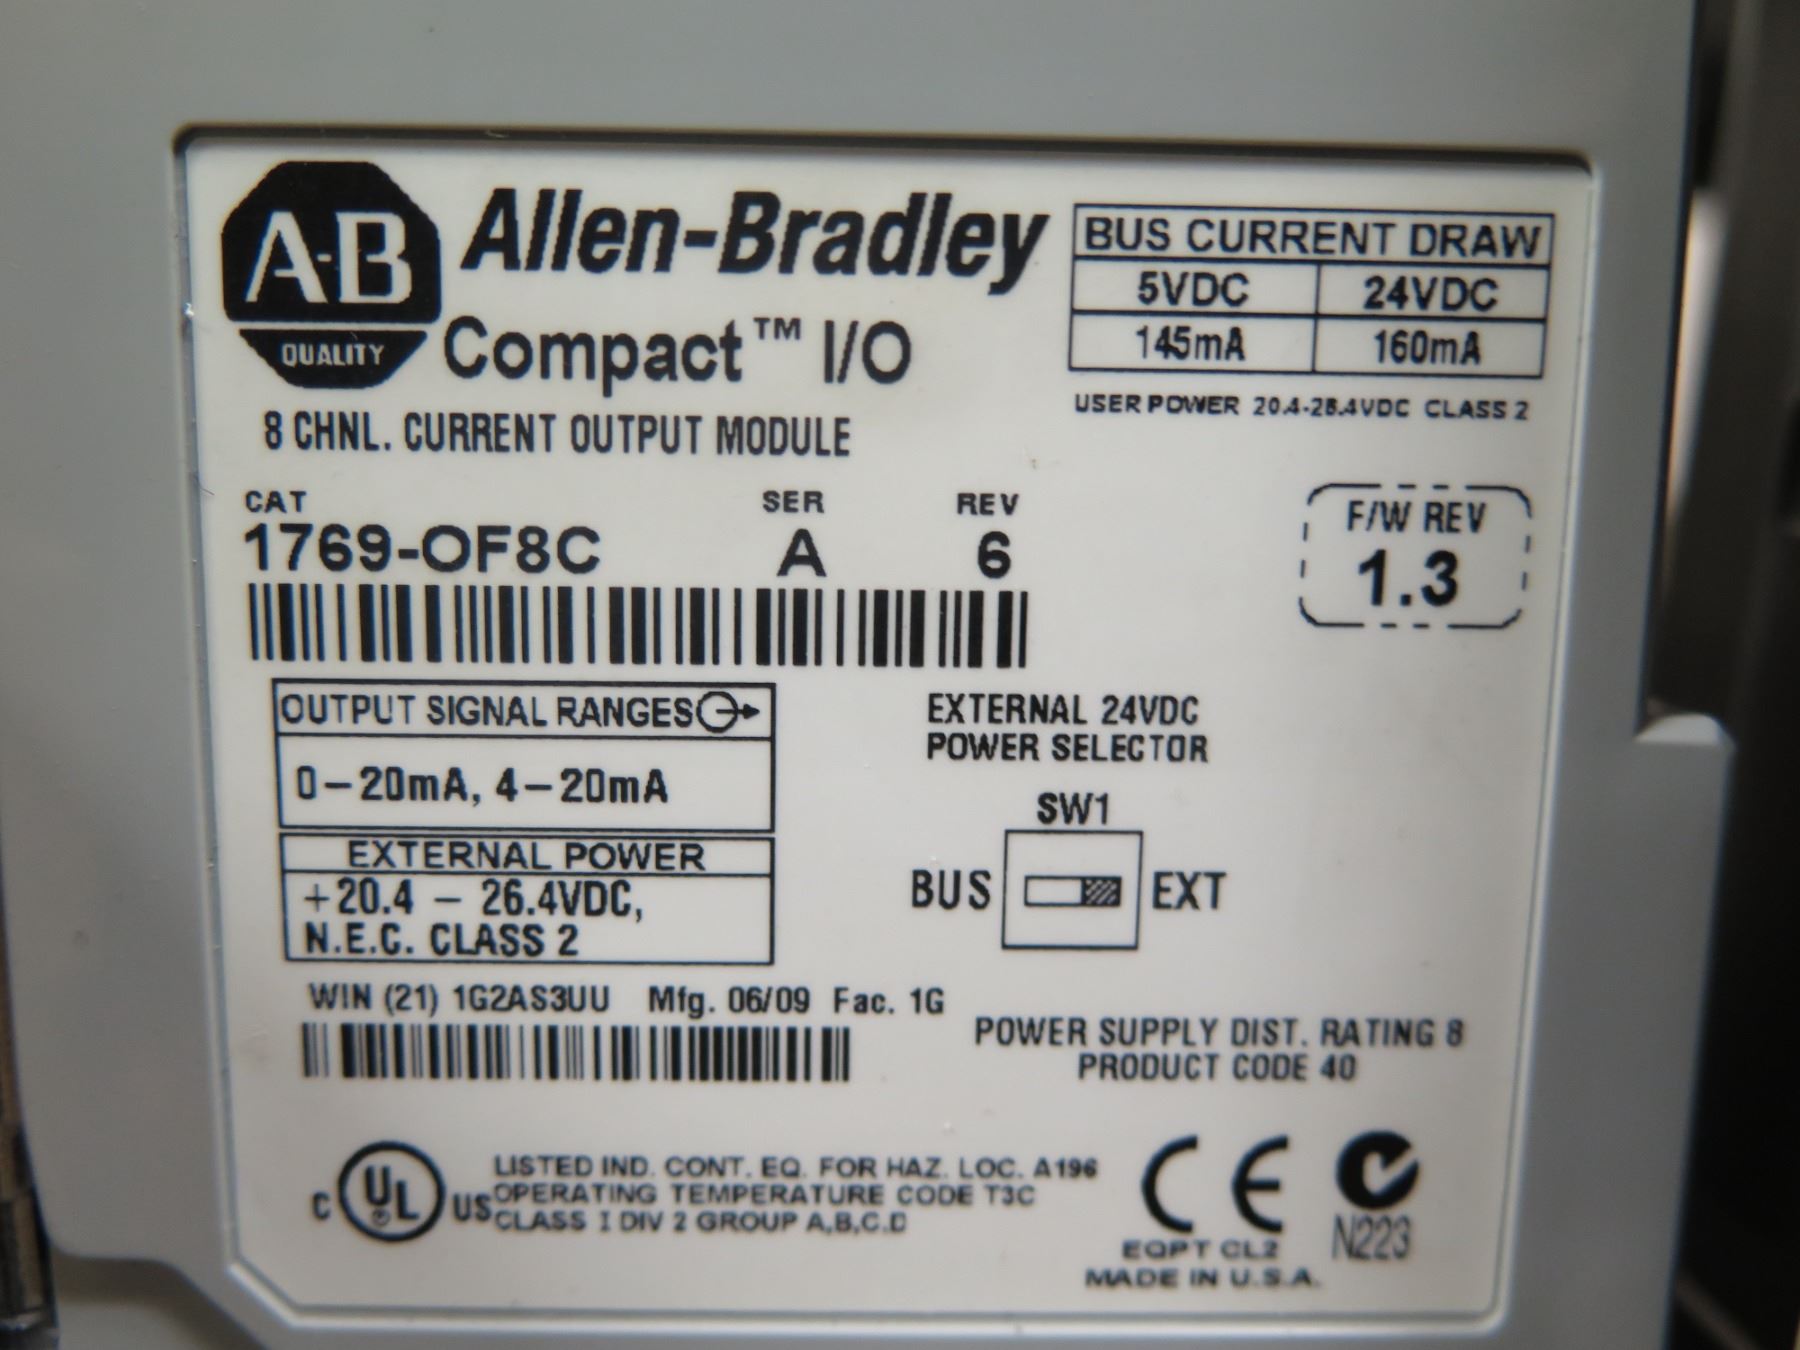 A-B
QUALITY
Allen-Bradley
Compact™ I/O
8 CHNL. CURRENT OUTPUT MODULE
BUS CURRENT DRAW
5VDC 24VDC
145mA 160mA
USER POWER 20.4-26.4VDC CLASS 2
CAT SER REV
1769-OF8C A 6
F/W REV
1.3
OUTPUT SIGNAL RANGES
0-20mA, 4-20mA
EXTERNAL POWER
+20.4 - 26.4VDC,
N.E.C. CLASS 2
EXTERNAL 24VDC
POWER SELECTOR
SW1
BUS EXT
WIN (21) 1G2AS3UU Mfg. 06/09 Fac. 1G
POWER SUPPLY DIST. RATING 8
PRODUCT CODE 40
C UL US
LISTED IND. CONT. EQ. FOR HAZ. LOC. A196
OPERATING TEMPERATURE CODE T3C
CLASS I DIV 2 GROUP A,B,C,D
CE
EQPT CL2
MADE IN U.S.A.
N223